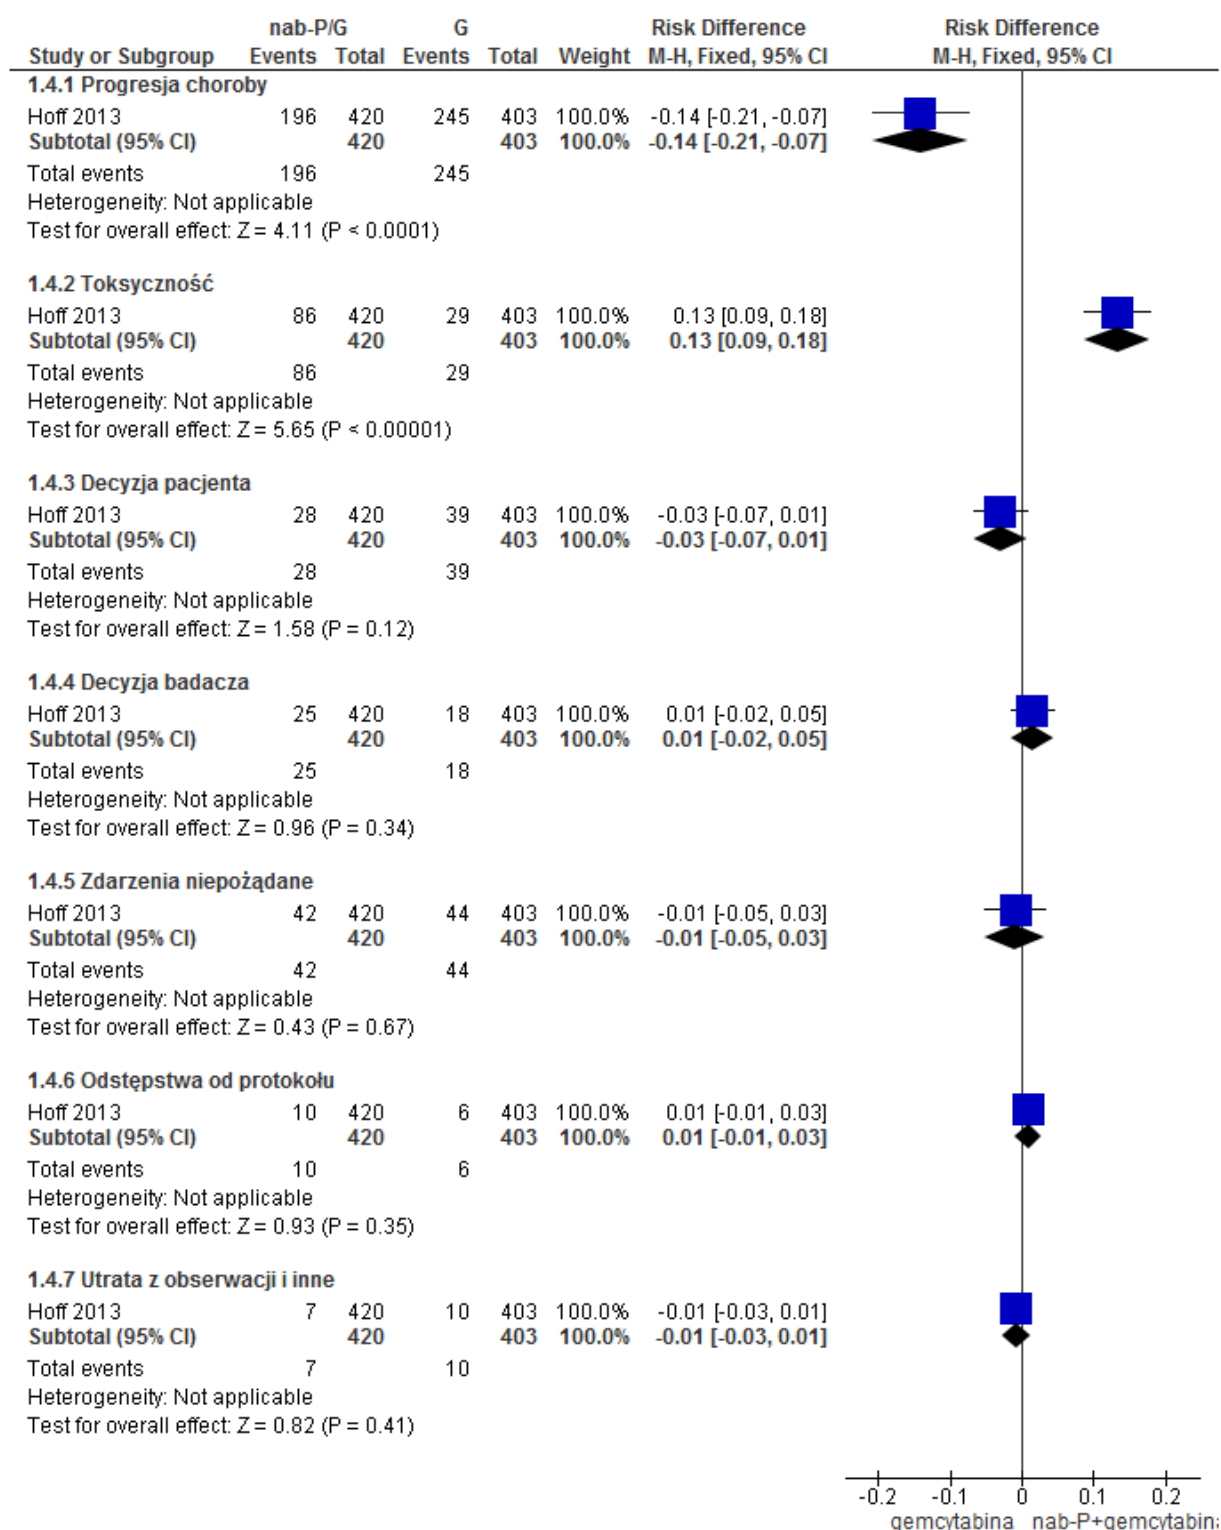 nab-P/G G Risk Difference Risk Difference
Study or Subgroup Events Total Events Total Weight M-H, Fixed, 95% CI M-H, Fixed, 95% CI
1.4.1 Progresja choroby
Hoff 2013 196 420 245 403 100.0% -0.14 [-0.21, -0.07]
Subtotal (95% CI) 420 403 100.0% -0.14 [-0.21, -0.07]
Total events 196 245
Heterogeneity: Not applicable
Test for overall effect: Z = 4.11 (P < 0.0001)
1.4.2 Toksyczność
Hoff 2013 86 420 29 403 100.0% 0.13 [0.09, 0.18]
Subtotal (95% CI) 420 403 100.0% 0.13 [0.09, 0.18]
Total events 86 29
Heterogeneity: Not applicable
Test for overall effect: Z = 5.65 (P < 0.00001)
1.4.3 Decyzja pacjenta
Hoff 2013 28 420 39 403 100.0% -0.03 [-0.07, 0.01]
Subtotal (95% CI) 420 403 100.0% -0.03 [-0.07, 0.01]
Total events 28 39
Heterogeneity: Not applicable
Test for overall effect: Z = 1.58 (P = 0.12)
1.4.4 Decyzja badacza
Hoff 2013 25 420 18 403 100.0% 0.01 [-0.02, 0.05]
Subtotal (95% CI) 420 403 100.0% 0.01 [-0.02, 0.05]
Total events 25 18
Heterogeneity: Not applicable
Test for overall effect: Z = 0.96 (P = 0.34)
1.4.5 Zdarzenia niepożądane
Hoff 2013 42 420 44 403 100.0% -0.01 [-0.05, 0.03]
Subtotal (95% CI) 420 403 100.0% -0.01 [-0.05, 0.03]
Total events 42 44
Heterogeneity: Not applicable
Test for overall effect: Z = 0.43 (P = 0.67)
1.4.6 Odstępstwa od protokołu
Hoff 2013 10 420 6 403 100.0% 0.01 [-0.01, 0.03]
Subtotal (95% CI) 420 403 100.0% 0.01 [-0.01, 0.03]
Total events 10 6
Heterogeneity: Not applicable
Test for overall effect: Z = 0.93 (P = 0.35)
1.4.7 Utrata z obserwacji i inne
Hoff 2013 7 420 10 403 100.0% -0.01 [-0.03, 0.01]
Subtotal (95% CI) 420 403 100.0% -0.01 [-0.03, 0.01]
Total events 7 10
Heterogeneity: Not applicable
Test for overall effect: Z = 0.82 (P = 0.41)
-0.2 -0.1 0 0.1 0.2
gemcytabina nab-P+gemcytabina